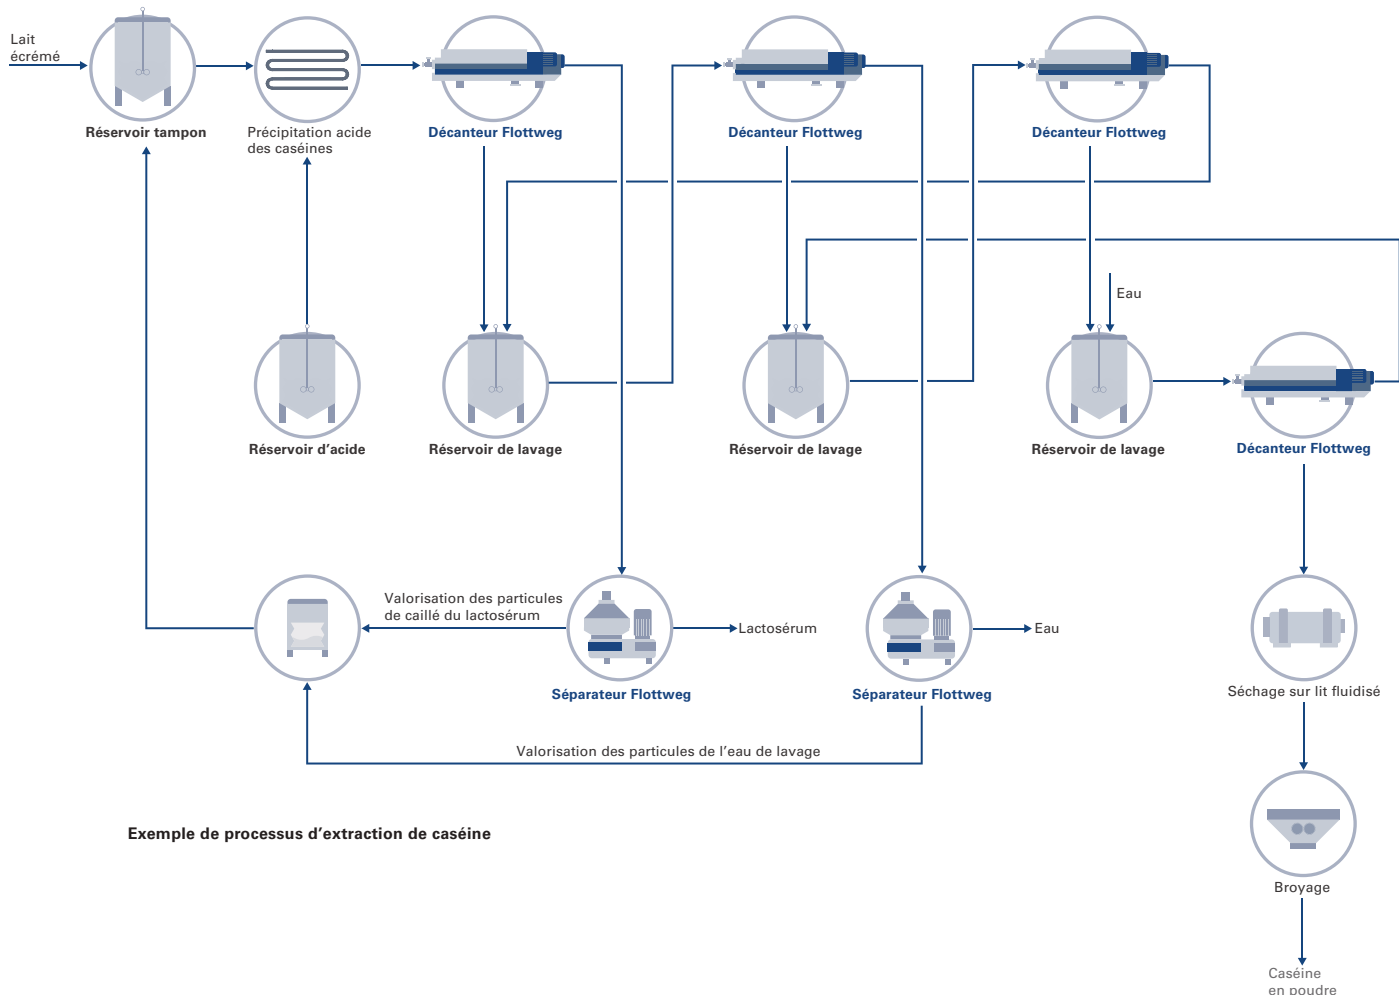 Lait
écrémé
Réservoir tampon
Précipitation acide
des caséines
Décanteur Flottweg
Décanteur Flottweg
Décanteur Flottweg
Eau
Réservoir d’acide
Réservoir de lavage
Réservoir de lavage
Réservoir de lavage
Décanteur Flottweg
Valorisation des particules
de caillé du lactosérum
Lactosérum
Eau
Séparateur Flottweg
Séparateur Flottweg
Séchage sur lit fluidisé
Valorisation des particules de l’eau de lavage
Exemple de processus d’extraction de caséine
Broyage
Caséine
en poudre